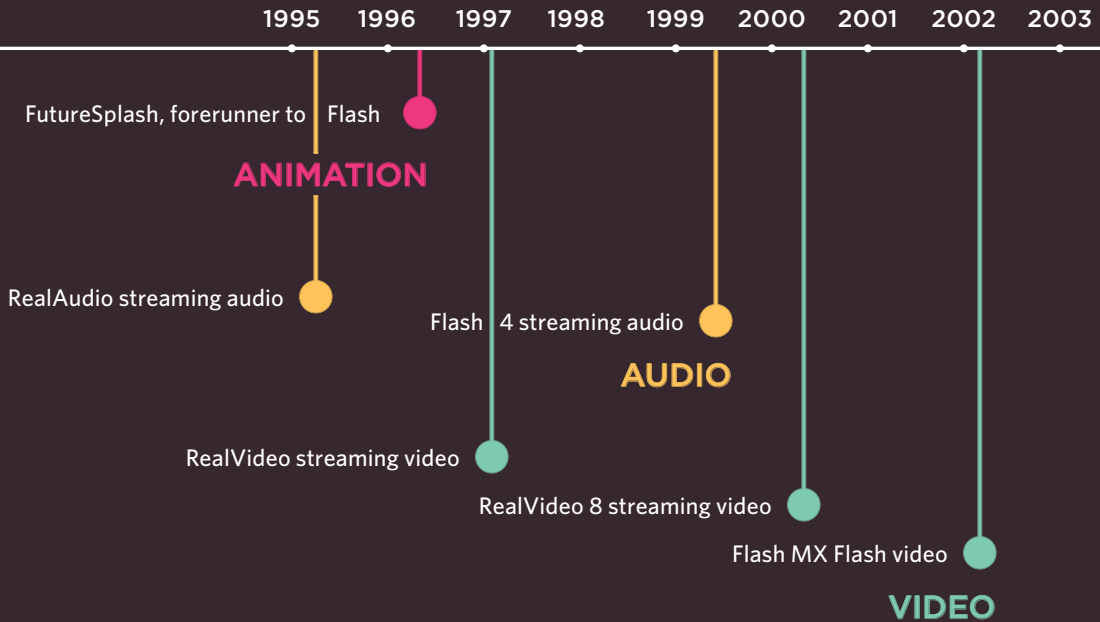 1995 1996 1997 1998 1999 2000 2001 2002 2003
FutureSplash, forerunner to Flash
ANIMATION
RealAudio streaming audio
Flash 4 streaming audio
AUDIO
RealVideo streaming video
RealVideo 8 streaming video
Flash MX Flash video
VIDEO